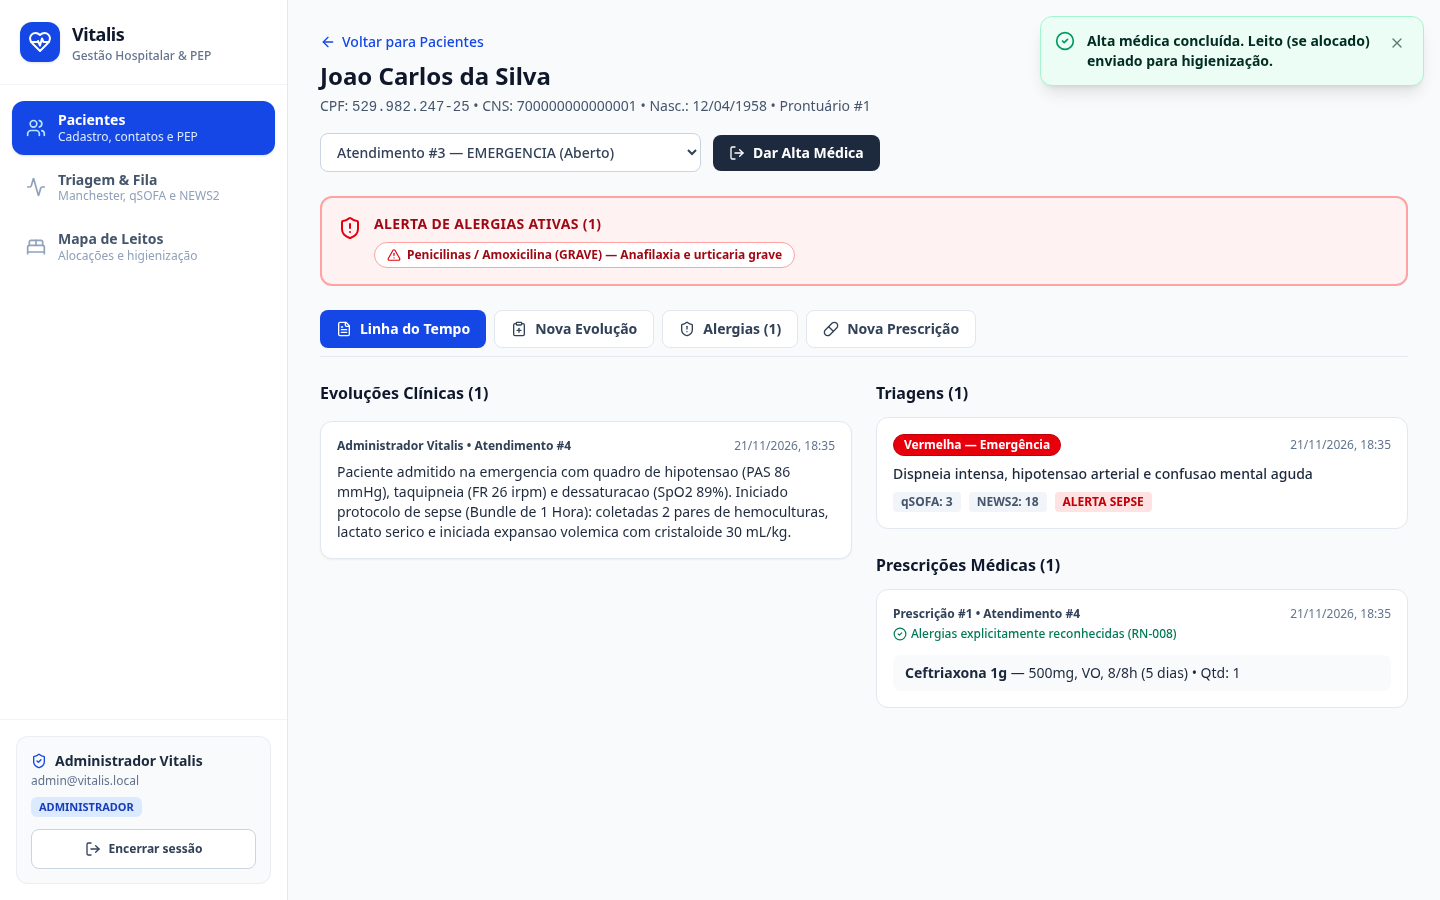 Vitalis
Gestão Hospitalar & PEP
Pacientes
Cadastro, contatos e PEP
Triagem & Fila
Manchester, qSOFA e NEWS2
Mapa de Leitos
Alocações e higienização
Administrador Vitalis
admin@vitalis.local
ADMINISTRADOR
Encerrar sessão
Voltar para Pacientes
Joao Carlos da Silva
CPF: 529.982.247-25 • CNS: 700000000000001 • Nasc.: 12/04/1958 • Prontuário #1
Atendimento #3 — EMERGENCIA (Aberto)
Dar Alta Médica
Alta médica concluída. Leito (se alocado)
enviado para higienização.
ALERTA DE ALERGIAS ATIVAS (1)
Penicilinas / Amoxicilina (GRAVE) — Anafilaxia e urticaria grave
Linha do Tempo
Nova Evolução
Alergias (1)
Nova Prescrição
Evoluções Clínicas (1)
Administrador Vitalis • Atendimento #4
21/11/2026, 18:35
Paciente admitido na emergencia com quadro de hipotensao (PAS 86
mmHg), taquipneia (FR 26 irpm) e dessaturacao (SpO2 89%). Iniciado
protocolo de sepse (Bundle de 1 Hora): coletadas 2 pares de hemoculturas,
lactato serico e iniciada expansao volemica com cristaloide 30 mL/kg.
Triagens (1)
Vermelha — Emergência
21/11/2026, 18:35
Dispneia intensa, hipotensao arterial e confusao mental aguda
qSOFA: 3
NEWS2: 18
ALERTA SEPSE
Prescrições Médicas (1)
Prescrição #1 • Atendimento #4
21/11/2026, 18:35
Alergias explicitamente reconhecidas (RN-008)
Ceftriaxona 1g — 500mg, VO, 8/8h (5 dias) • Qtd: 1